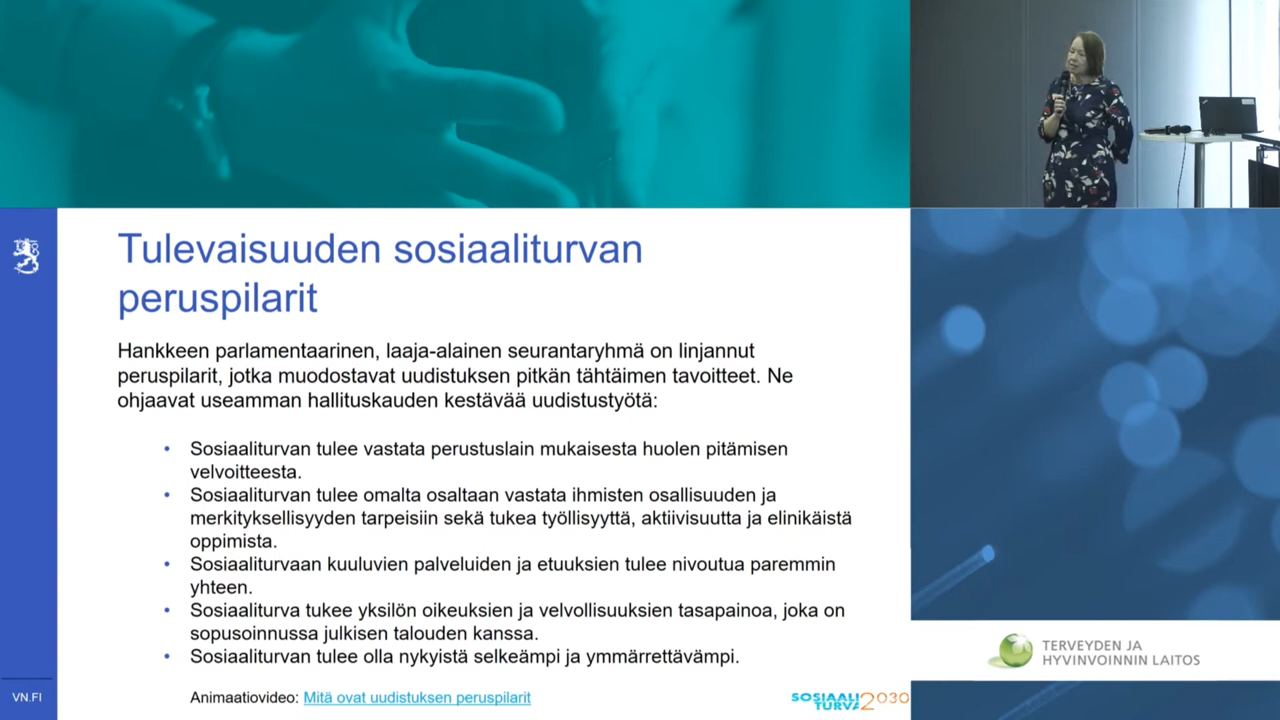 Tulevaisuuden sosiaaliturvan
peruspilarit
Hankkeen parlamentaarinen, laaja-alainen seurantaryhmä on linjannut
peruspilarit, jotka muodostavat uudistuksen pitkän tähtäimen tavoitteet. Ne
ohjaavat useamman hallituskauden kestävää uudistustyötä:
• Sosiaaliturvan tulee vastata perustuslain mukaisesta huolen pitämisen
velvoitteesta.
• Sosiaaliturvan tulee omalta osaltaan vastata ihmisten osallisuuden ja
merkityksellisyyden tarpeisiin sekä tukea työllisyyttä, aktiivisuutta ja elinikäistä
oppimista.
• Sosiaaliturvaan kuuluvien palveluiden ja etuuksien tulee nivoutua paremmin
yhteen.
• Sosiaaliturva tukee yksilön oikeuksien ja velvollisuuksien tasapainoa, joka on
sopusoinnussa julkisen talouden kanssa.
• Sosiaaliturvan tulee olla nykyistä selkeämpi ja ymmärrettävämpi.
Animaatiovideo: Mitä ovat uudistuksen peruspilarit
VN.FI
SOSIAALI
TURVA2030
TERVEYDEN JA
HYVINVOINNIN LAITOS